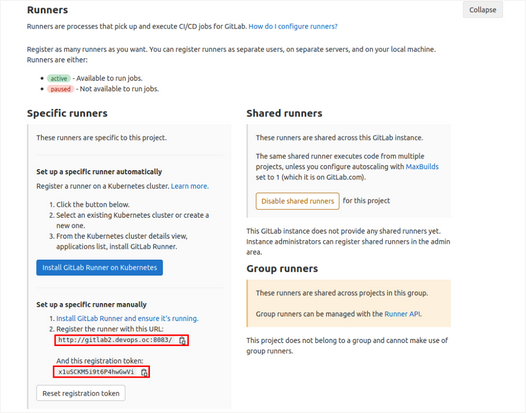 Runners
Collapse
Runners are processes that pick up and execute CI/CD jobs for GitLab. How do I configure runners?
Register as many runners as you want. You can register runners as separate users, on separate servers, and on your local machine.
Runners are either:
active - Available to run jobs.
paused - Not available to run jobs.
Specific runners
These runners are specific to this project.
Set up a specific runner automatically
Register a runner on a Kubernetes cluster. Learn more.
1. Click the button below.
2. Select an existing Kubernetes cluster or create a
new one.
3. From the Kubernetes cluster details view,
applications list, install GitLab Runner.
Install GitLab Runner on Kubernetes
Set up a specific runner manually
1. Install GitLab Runner and ensure it's running.
2. Register the runner with this URL:
http://gitlab2.devops.oc:8083/
And this registration token:
x1uSCKM5i9t6P4hwGwVi
Reset registration token
Shared runners
These runners are shared across this GitLab instance.
The same shared runner executes code from multiple
projects, unless you configure autoscaling with MaxBuilds
set to 1 (which it is on GitLab.com).
Disable shared runners for this project
This GitLab instance does not provide any shared runners yet.
Instance administrators can register shared runners in the admin
area.
Group runners
These runners are shared across projects in this group.
Group runners can be managed with the Runner API.
This project does not belong to a group and cannot make use of
group runners.